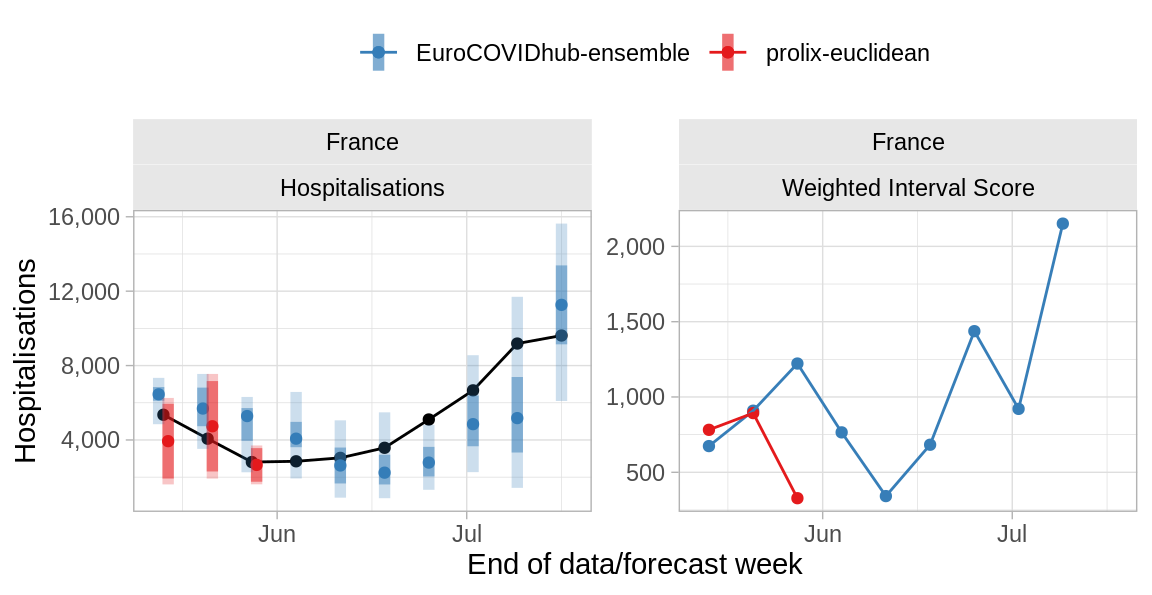 EuroCOVIDhub-ensemble
prolix-euclidean
France
Hospitalisations
France
Weighted Interval Score
Hospitalisations
16,000
12,000
8,000
4,000
Jun
Jul
2,000
1,500
1,000
500
Jun
Jul
End of data/forecast week